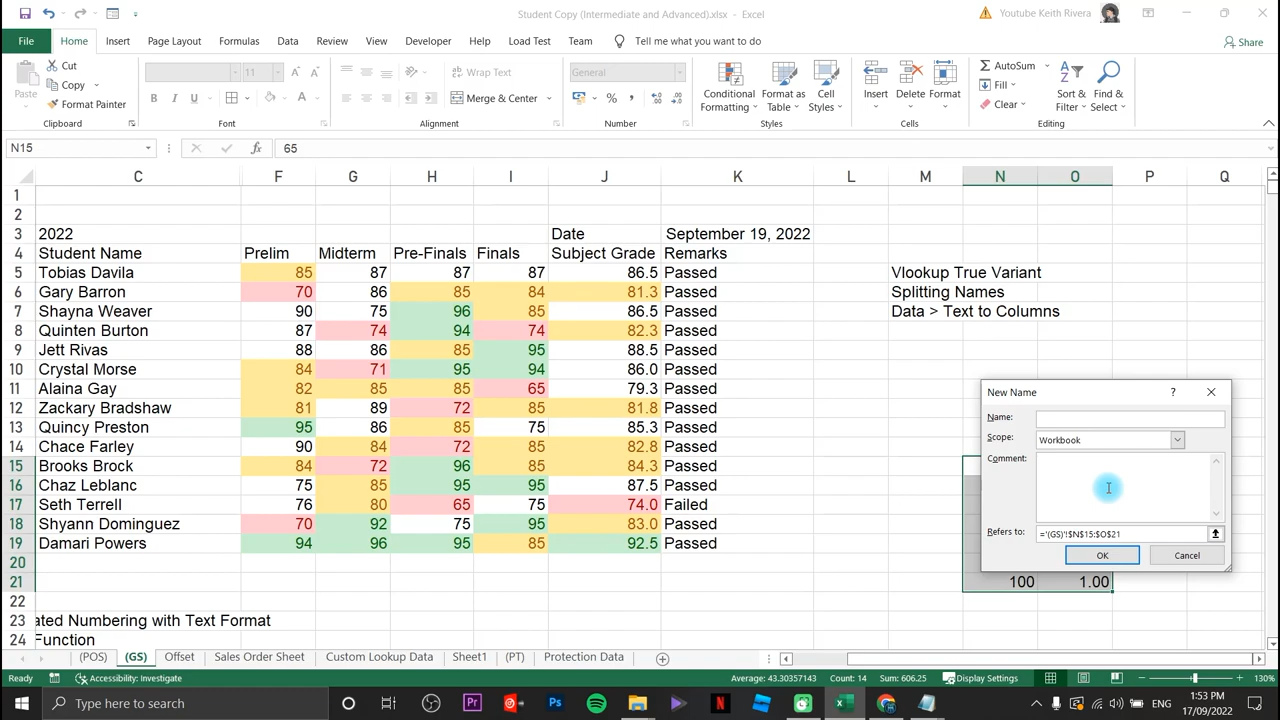 Student Copy (Intermediate and Advanced).xlsx - Excel
Youtube Keith Rivera
File Home Insert Page Layout Formulas Data Review View Developer Help Load Test Team Tell me what you want to do Share
Paste Cut Copy Format Painter
Clipboard
11
B I U A
Font
Wrap Text
Merge & Center
Alignment
General
% ,
Number
Conditional Formatting Format as Table Cell Styles
Styles
Insert Delete Format
Cells
AutoSum Fill Clear Sort & Filter Find & Select
Editing
N15 fx 65
C F G H I J K L M N O P Q
1
2
3 2022 Date September 19, 2022
4 Student Name Prelim Midterm Pre-Finals Finals Subject Grade Remarks
5 Tobias Davila 85 87 87 87 86.5 Passed Vlookup True Variant
6 Gary Barron 70 86 85 84 81.3 Passed Splitting Names
7 Shayna Weaver 90 75 96 85 86.5 Passed Data > Text to Columns
8 Quinten Burton 87 74 94 74 82.3 Passed
9 Jett Rivas 88 86 85 95 88.5 Passed
10 Crystal Morse 84 71 95 94 86.0 Passed
11 Alaina Gay 82 85 85 65 79.3 Passed
12 Zackary Bradshaw 81 89 72 85 81.8 Passed
13 Quincy Preston 95 86 85 75 85.3 Passed
14 Chace Farley 90 84 72 85 82.8 Passed
15 Brooks Brock 84 72 96 85 84.3 Passed
16 Chaz Leblanc 75 85 95 95 87.5 Passed
17 Seth Terrell 76 80 65 75 74.0 Failed
18 Shyann Dominguez 70 92 75 95 83.0 Passed
19 Damari Powers 94 96 95 85 92.5 Passed
20
21 100 1.00
22
23 ated Numbering with Text Format
24 Function
New Name ?
Name:
Scope: Workbook
Comment:
Refers to: ='(GS)'!$N$15:$O$21
OK Cancel
(POS) (GS) Offset Sales Order Sheet Custom Lookup Data Sheet1 (PT) Protection Data
Ready Accessibility: Investigate Average: 43.30357143 Count: 14 Sum: 606.25 Display Settings 130%
Type here to search
Pr Ps N
ENG
1:53 PM
17/09/2022